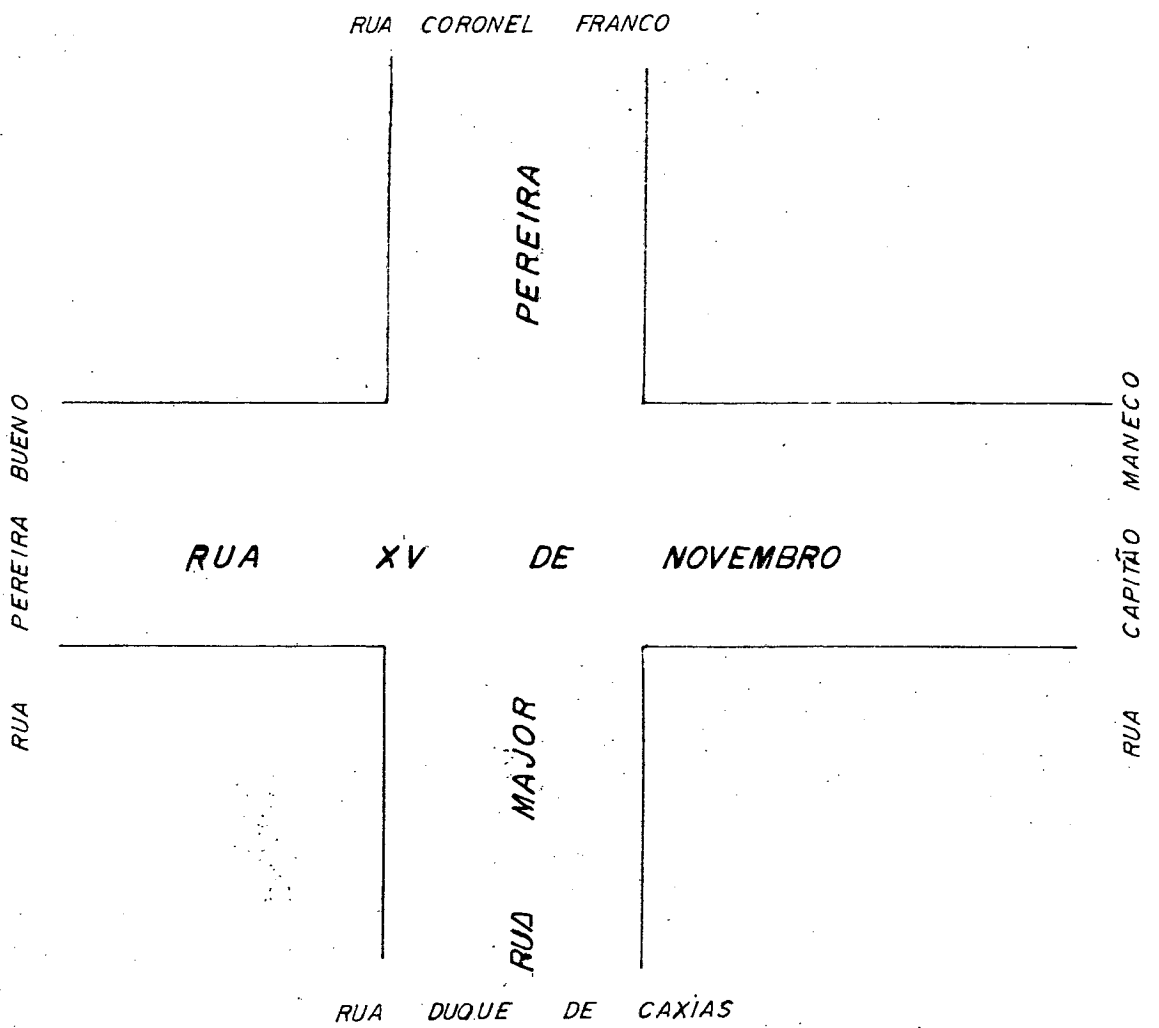 RUA CORONEL FRANCO
RUA PEREIRA BUENO
RUA XV DE NOVEMBRO
RUA MAJOR PEREIRA
RUA CAPITÃO MANECO
RUA DUQUE DE CAXIAS